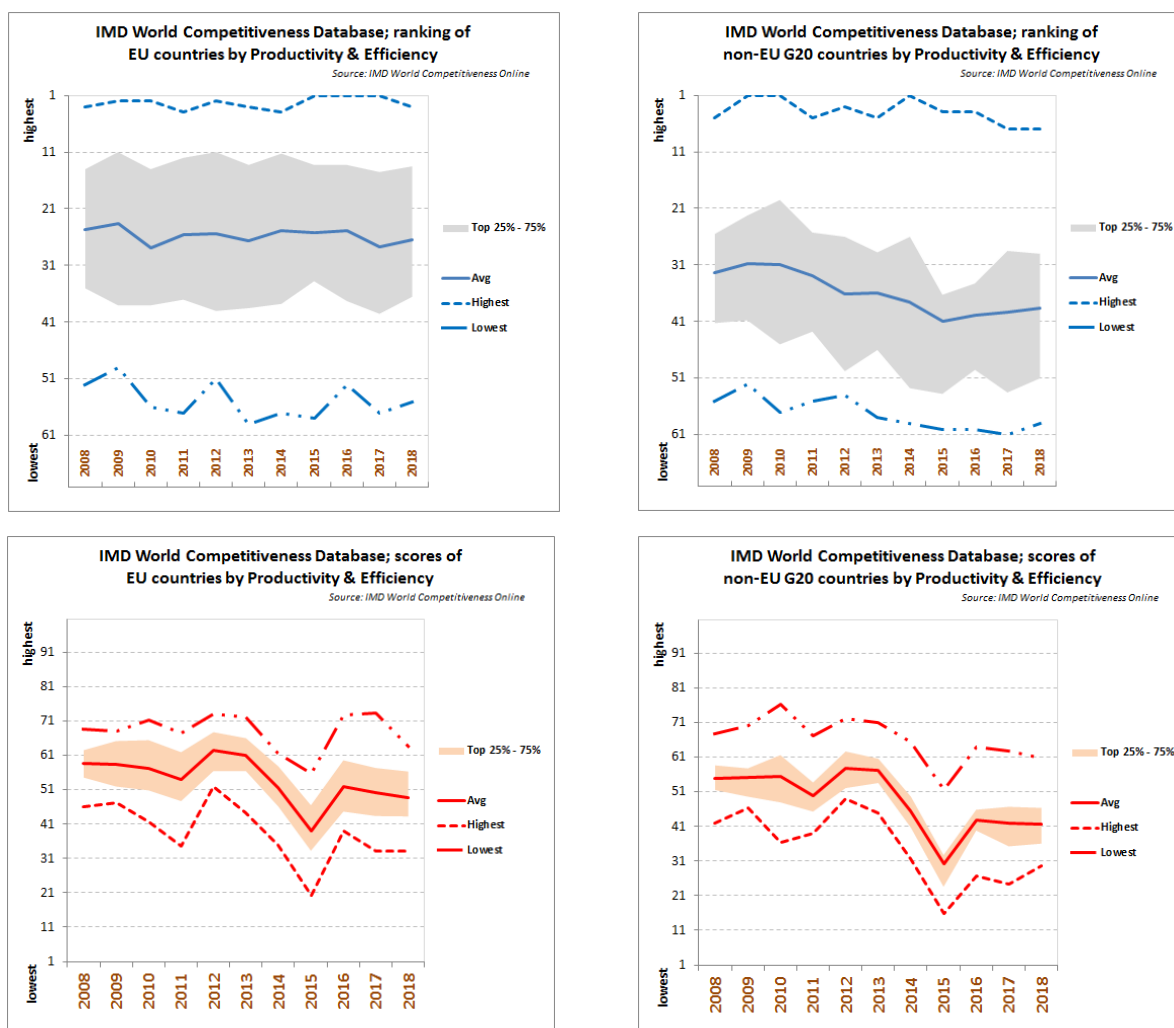 IMD World Competitiveness Database; ranking of
EU countries by Productivity & Efficiency
Source: IMD World Competitiveness Online
highest
1
11
21
31
41
51
61
lowest
2008
2009
2010
2011
2012
2013
2014
2015
2016
2017
2018
Top 25% - 75%
Avg
Highest
Lowest
IMD World Competitiveness Database; ranking of
non-EU G20 countries by Productivity & Efficiency
Source: IMD World Competitiveness Online
highest
1
11
21
31
41
51
61
lowest
2008
2009
2010
2011
2012
2013
2014
2015
2016
2017
2018
Top 25% - 75%
Avg
Highest
Lowest
IMD World Competitiveness Database; scores of
EU countries by Productivity & Efficiency
Source: IMD World Competitiveness Online
highest
91
81
71
61
51
41
31
21
11
1
lowest
2008
2009
2010
2011
2012
2013
2014
2015
2016
2017
2018
Top 25% - 75%
Avg
Highest
Lowest
IMD World Competitiveness Database; scores of
non-EU G20 countries by Productivity & Efficiency
Source: IMD World Competitiveness Online
highest
91
81
71
61
51
41
31
21
11
1
lowest
2008
2009
2010
2011
2012
2013
2014
2015
2016
2017
2018
Top 25% - 75%
Avg
Highest
Lowest